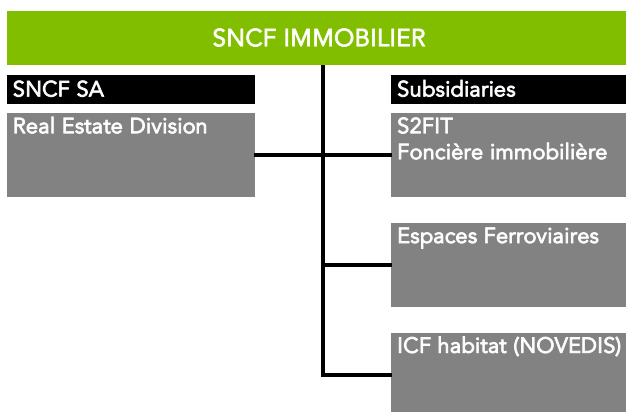 SNCF IMMOBILIER
SNCF SA
Real Estate Division
Subsidiaries
S2FIT
Foncière immobilière
Espaces Ferroviaires
ICF habitat (NOVEDIS)